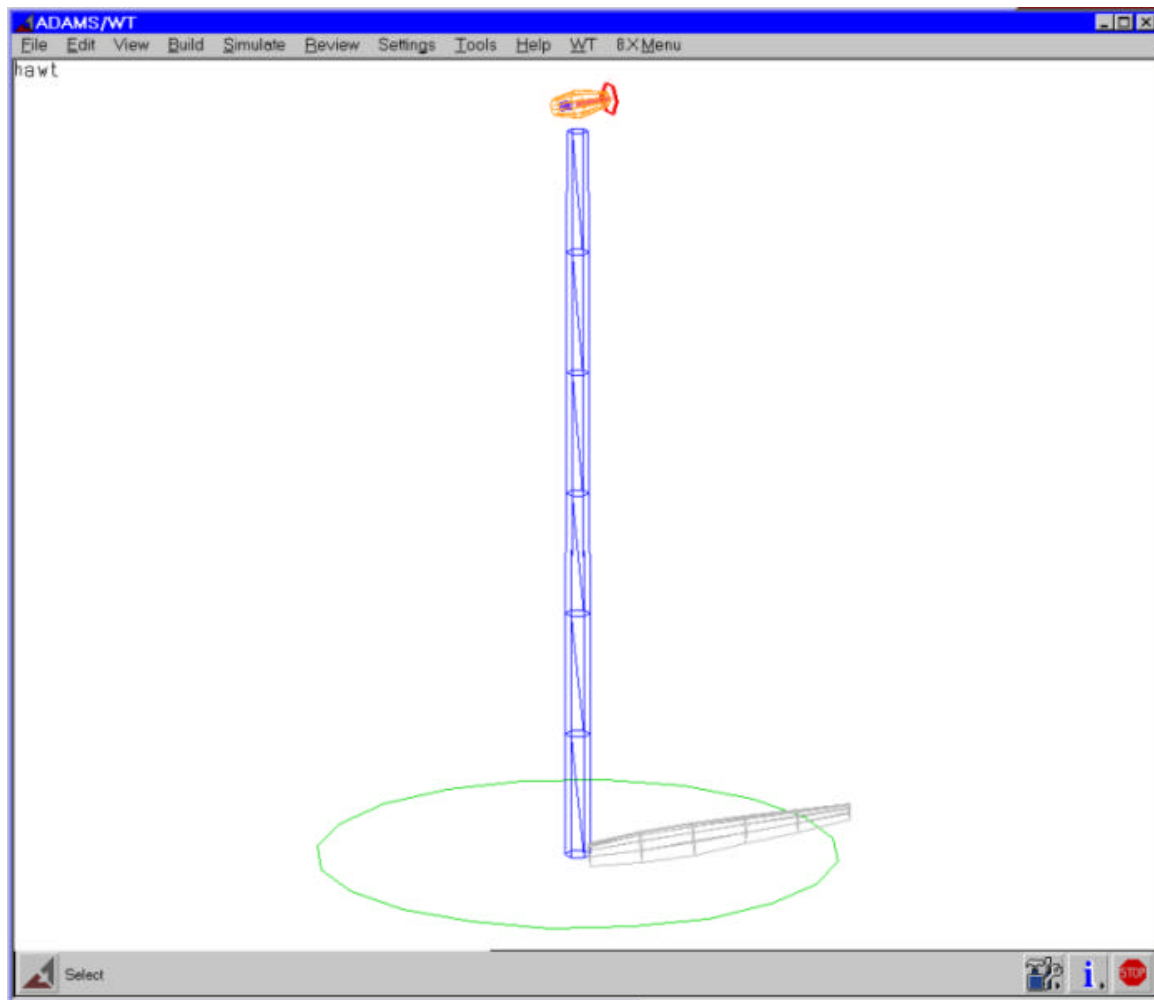 ADAMS/WT
File Edit View Build Simulate Review Settings Tools Help WT 8.X Menu
hawt
Select
i
STOP